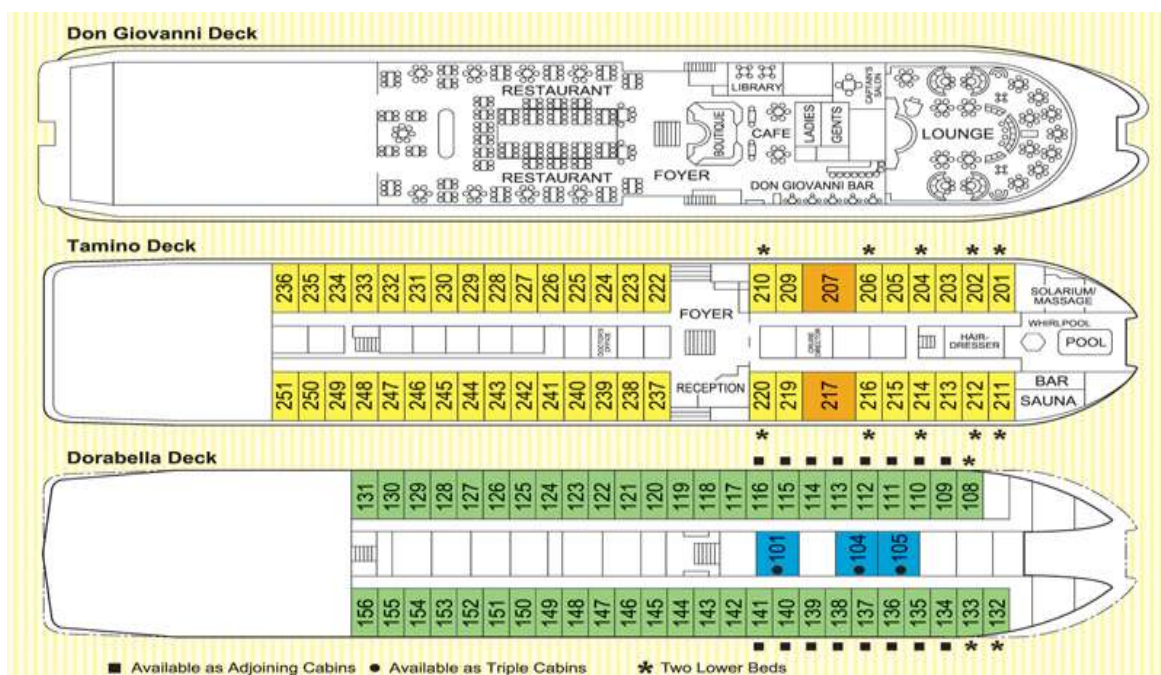 Don Giovanni Deck
RESTAURANT
LIBRARY
CAPTAIN'S SALON
BOUTIQUE
CAFE
LADIES
GENTS
LOUNGE
RESTAURANT
FOYER
DON GIOVANNI BAR
Tamino Deck
* * * * *
236 235 234 233 232 231 230 229 228 227 226 225 224 223 222 210 209 207 206 205 204 203 202 201
SOLARIUM/
MASSAGE
FOYER
DOCTOR'S OFFICE
CRUISE DIRECTOR
HAIR-
DRESSER
WHIRLPOOL
POOL
RECEPTION
251 250 249 248 247 246 245 244 243 242 241 240 239 238 237 220 219 217 216 215 214 213 212 211
BAR
SAUNA
* * * * *
Dorabella Deck
■ ■ ■ ■ ■ ■ ■ ■ *
131 130 129 128 127 126 125 124 123 122 121 120 119 118 117 116 115 114 113 112 111 110 109 108
101 104 105
156 155 154 153 152 151 150 149 148 147 146 145 144 143 142 141 140 139 138 137 136 135 134 133 132
■ ■ ■ ■ ■ ■ ■ ■ * *
■ Available as Adjoining Cabins ● Available as Triple Cabins * Two Lower Beds